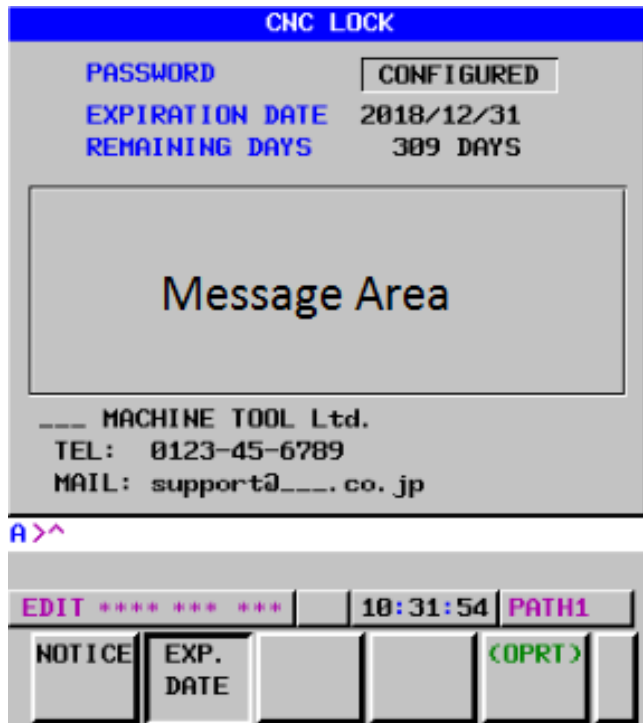 CNC LOCK
PASSWORD CONFIGURED
EXPIRATION DATE 2018/12/31
REMAINING DAYS 309 DAYS
Message Area
___ MACHINE TOOL Ltd.
TEL: 0123-45-6789
MAIL: support@___.co.jp
A>^
EDIT **** *** *** 10:31:54 PATH1
NOTICE EXP. DATE (OPRT)